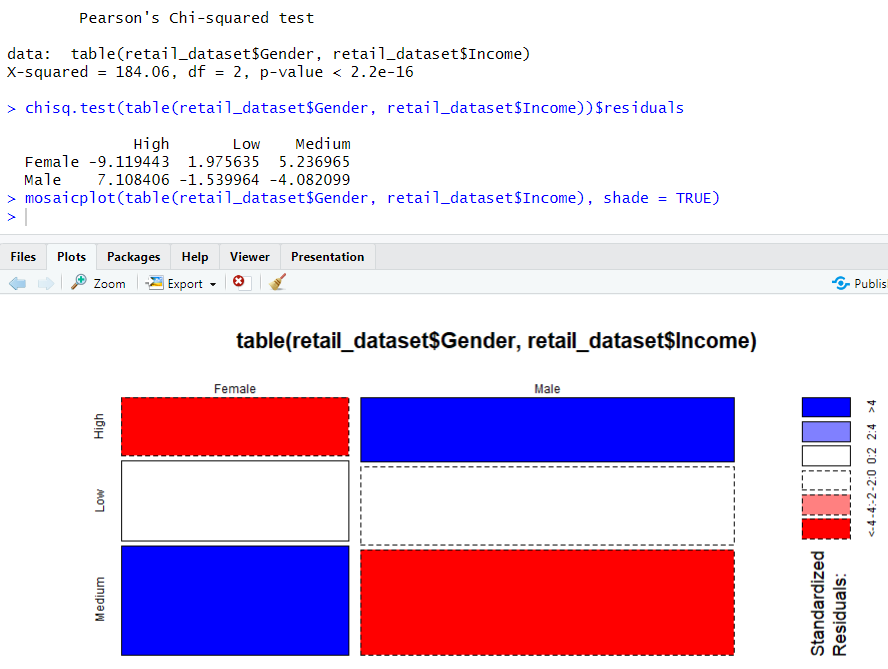 Pearson's Chi-squared test
data:  table(retail_dataset$Gender, retail_dataset$Income)
X-squared = 184.06, df = 2, p-value < 2.2e-16
> chisq.test(table(retail_dataset$Gender, retail_dataset$Income))$residuals
High       Low    Medium
Female -9.119443  1.975635  5.236965
Male    7.108406 -1.539964 -4.082099
> mosaicplot(table(retail_dataset$Gender, retail_dataset$Income), shade = TRUE)
>
Files Plots Packages Help Viewer Presentation
Zoom Export Publis
table(retail_dataset$Gender, retail_dataset$Income)
Female Male
High
Low
Medium
>4
2:4
0:2
-2:0
-4:-2
<-4
Standardized
Residuals: